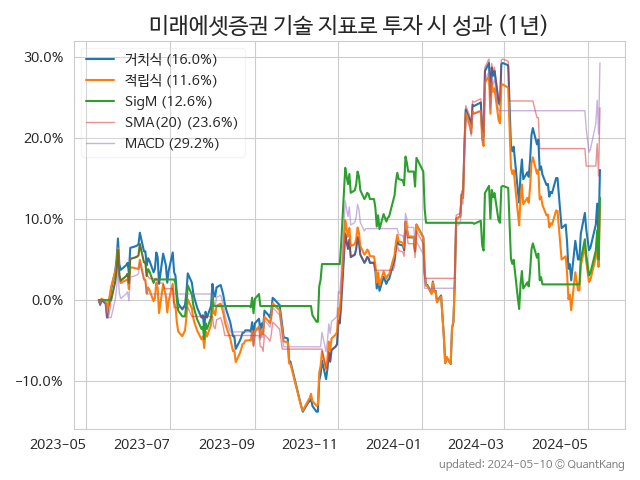 미래에셋증권 기술 지표로 투자 시 성과 (1년)
거치식 (16.0%)
적립식 (11.6%)
SigM (12.6%)
SMA(20) (23.6%)
MACD (29.2%)
30.0%
20.0%
10.0%
0.0%
−10.0%
2023-05 2023-07 2023-09 2023-11 2024-01 2024-03 2024-05
updated: 2024-05-10 © QuantKang